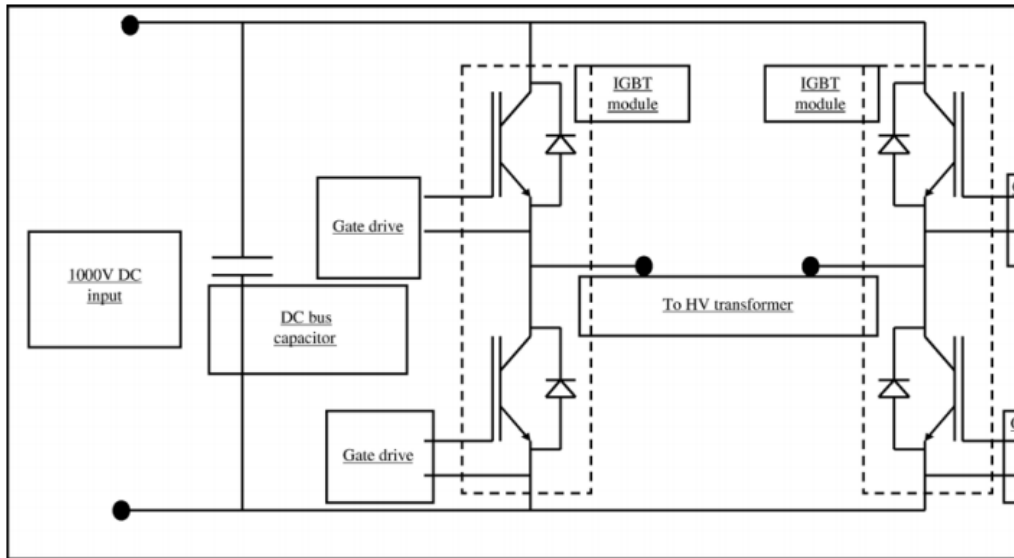 IGBT
module
IGBT
module
Gate drive
1000V DC
input
DC bus
capacitor
To HV transformer
Gate drive